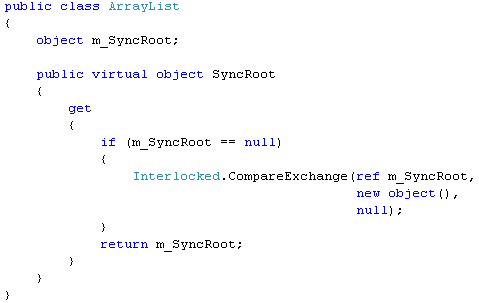 public class ArrayList
{
object m_SyncRoot;
public virtual object SyncRoot
{
get
{
if (m_SyncRoot == null)
{
Interlocked.CompareExchange(ref m_SyncRoot,
new object(),
null);
}
return m_SyncRoot;
}
}
}